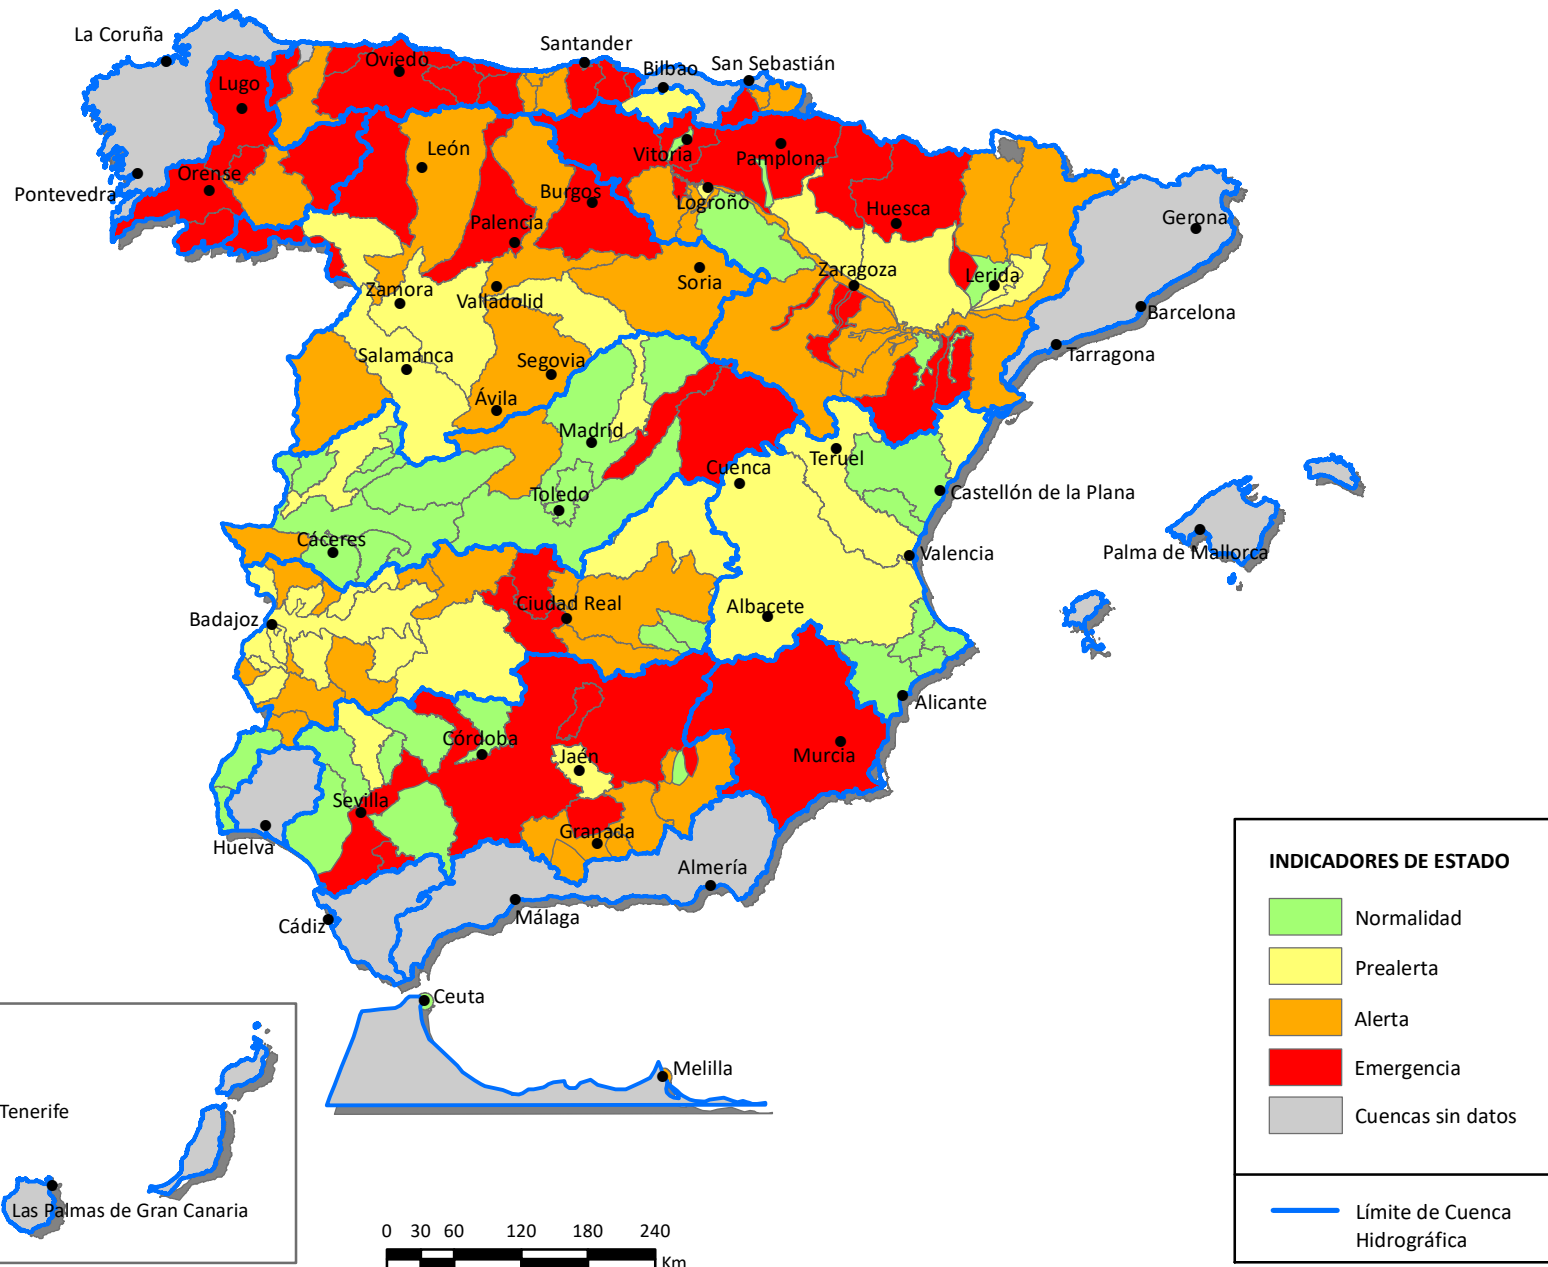 La Coruña
Santander
Oviedo
Bilbao
San Sebastián
Lugo
León
Vitoria
Pamplona
Orense
Pontevedra
Burgos
Logroño
Huesca
Palencia
Gerona
Soria
Zaragoza
Lerida
Zamora
Valladolid
Barcelona
Salamanca
Segovia
Tarragona
Ávila
Madrid
Teruel
Cuenca
Toledo
Castellón de la Plana
Cáceres
Valencia
Palma de Mallorca
Ciudad Real
Albacete
Badajoz
Alicante
Córdoba
Jaén
Murcia
Sevilla
Granada
Huelva
Almería
Cádiz
Málaga
Ceuta
Melilla
Tenerife
Las Palmas de Gran Canaria
0 30 60 120 180 240
Km
INDICADORES DE ESTADO
Normalidad
Prealerta
Alerta
Emergencia
Cuencas sin datos
Límite de Cuenca
Hidrográfica